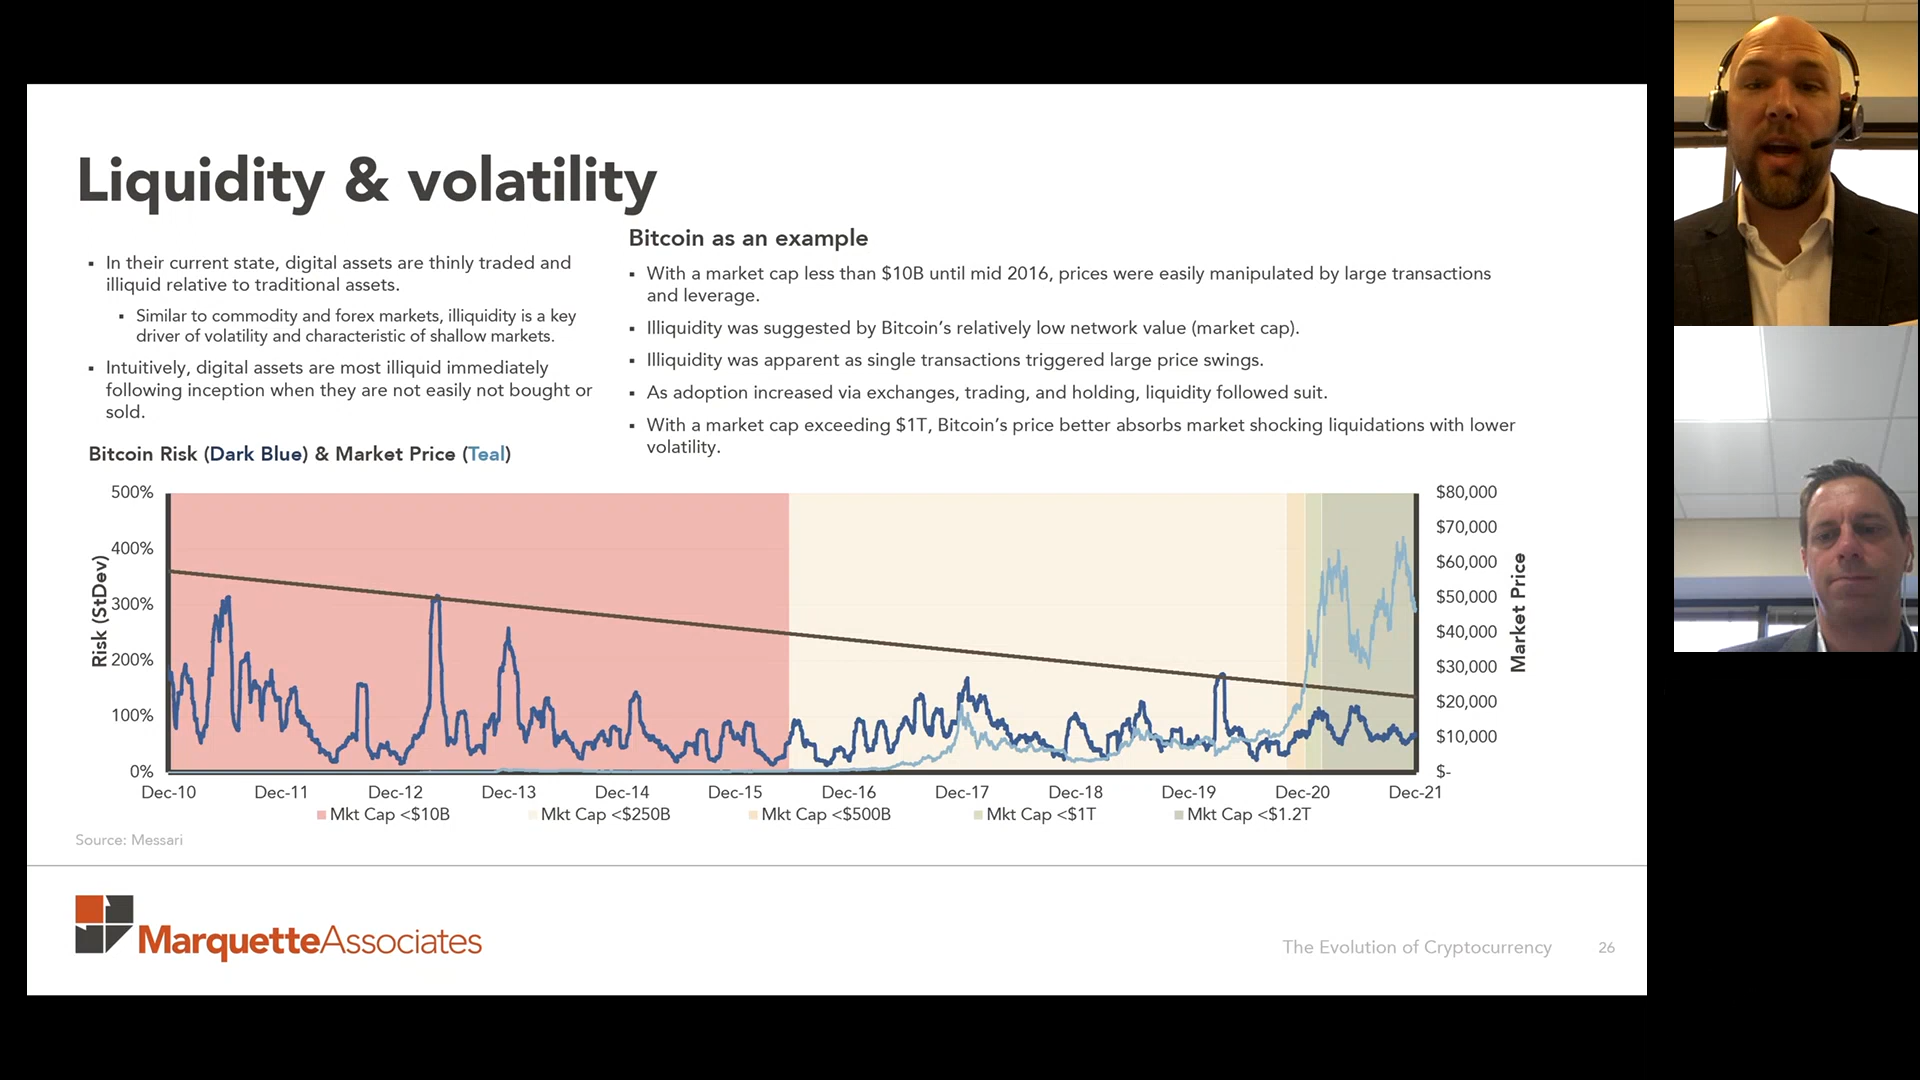 Liquidity & volatility
▪ In their current state, digital assets are thinly traded and
illiquid relative to traditional assets.
▪ Similar to commodity and forex markets, illiquidity is a key
driver of volatility and characteristic of shallow markets.
▪ Intuitively, digital assets are most illiquid immediately
following inception when they are not easily not bought or
sold.
Bitcoin as an example
▪ With a market cap less than $10B until mid 2016, prices were easily manipulated by large transactions
and leverage.
▪ Illiquidity was suggested by Bitcoin’s relatively low network value (market cap).
▪ Illiquidity was apparent as single transactions triggered large price swings.
▪ As adoption increased via exchanges, trading, and holding, liquidity followed suit.
▪ With a market cap exceeding $1T, Bitcoin’s price better absorbs market shocking liquidations with lower
volatility.
Bitcoin Risk (Dark Blue) & Market Price (Teal)
Risk (StDev)
500%
400%
300%
200%
100%
0%
$80,000
$70,000
$60,000
$50,000
$40,000
$30,000
$20,000
$10,000
$-
Market Price
Dec-10 Dec-11 Dec-12 Dec-13 Dec-14 Dec-15 Dec-16 Dec-17 Dec-18 Dec-19 Dec-20 Dec-21
Mkt Cap <$10B Mkt Cap <$250B Mkt Cap <$500B Mkt Cap <$1T Mkt Cap <$1.2T
Source: Messari
MarquetteAssociates
The Evolution of Cryptocurrency 26